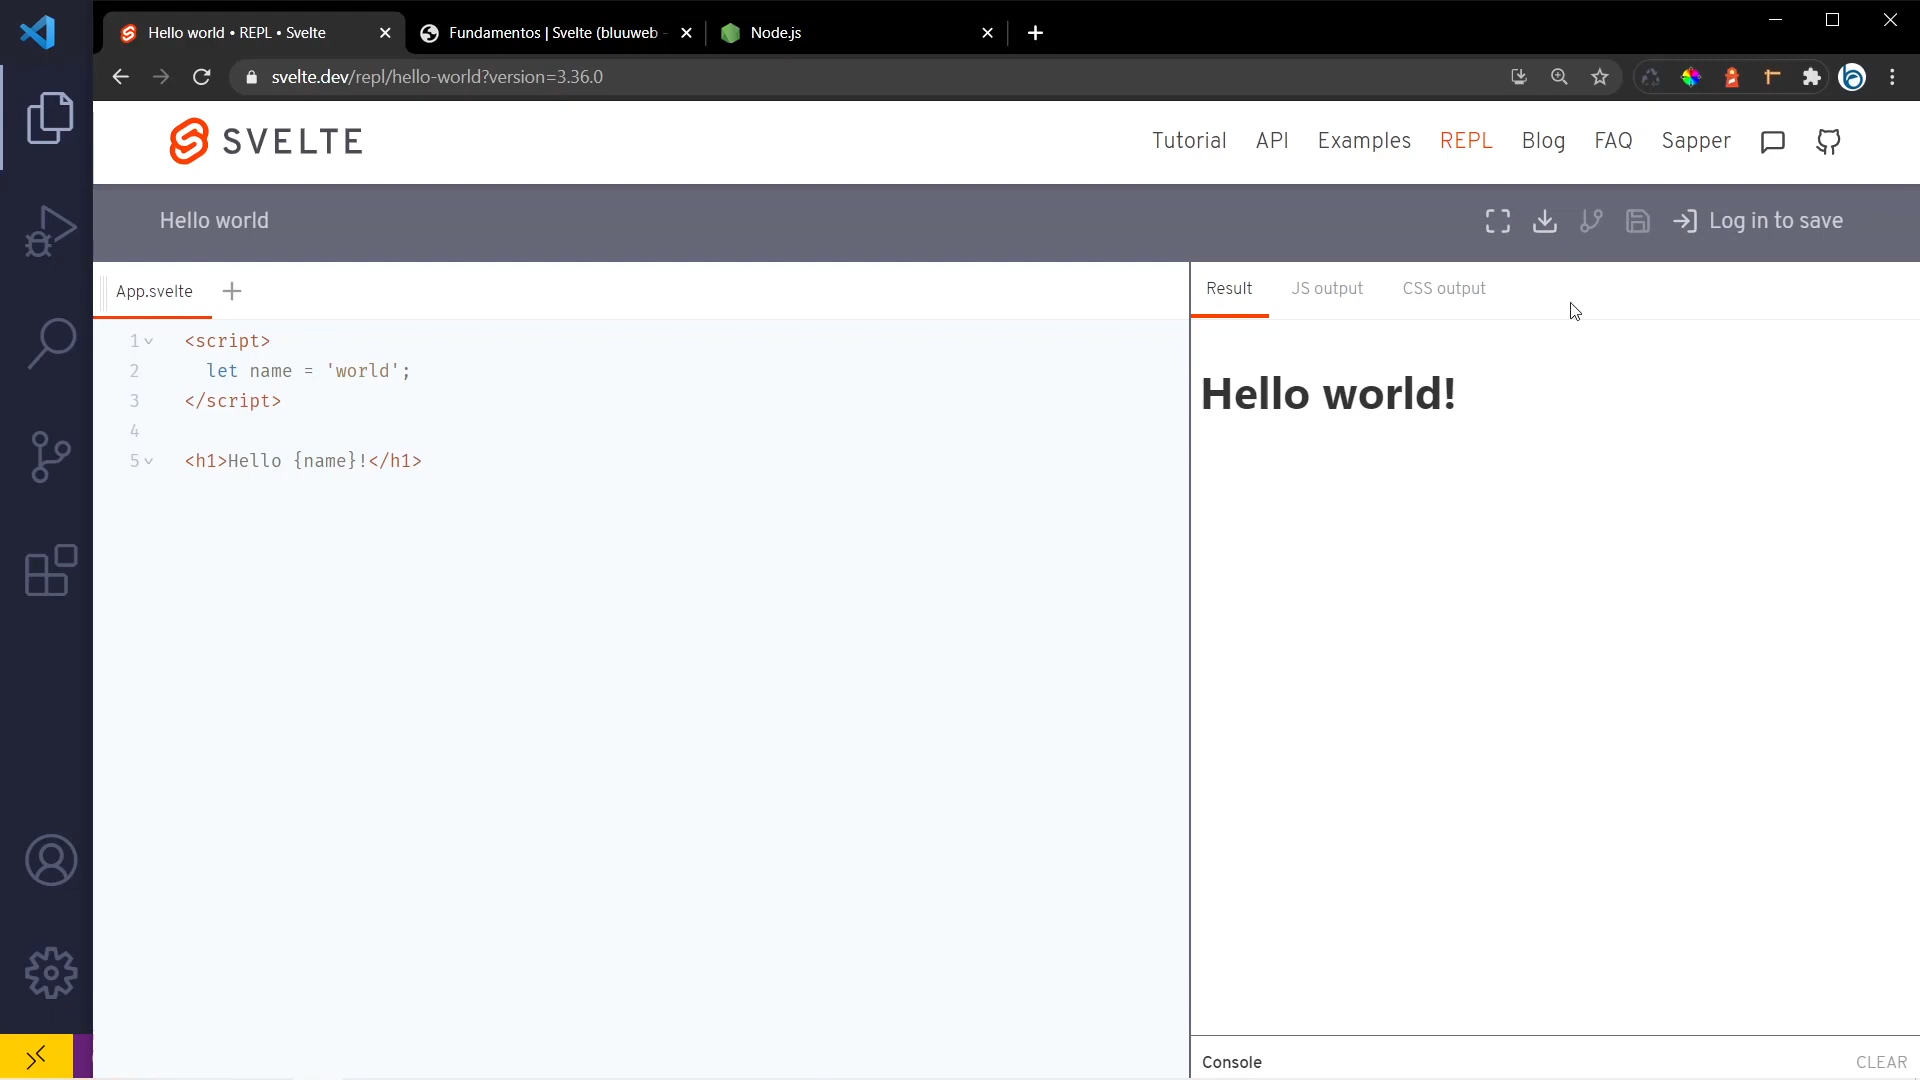 Hello world • REPL • Svelte
Fundamentos | Svelte (bluuweb -
Node.js
svelte.dev/repl/hello-world?version=3.36.0
SVELTE
Tutorial API Examples REPL Blog FAQ Sapper
Hello world
Log in to save
App.svelte
Result JS output CSS output
1 <script>
2 let name = 'world';
3 </script>
4
5 <h1>Hello {name}!</h1>
Hello world!
Console
CLEAR